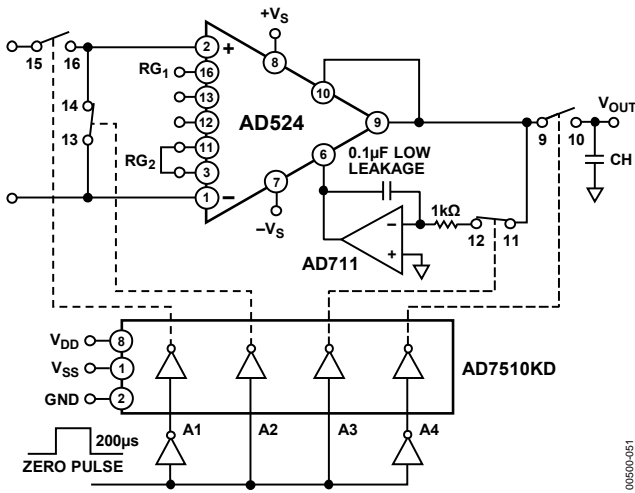 +VS
8
15 16
2 +
RG1
16
10
VOUT
14
13
12
AD524
9
9 10
CH
13
11
6
0.1µF LOW
LEAKAGE
RG2
3
1 –
7
–VS
1kΩ
12 11
–
+
AD711
VDD 8
VSS 1
GND 2
AD7510KD
A1 A2 A3 A4
200µs
ZERO PULSE
00500-051